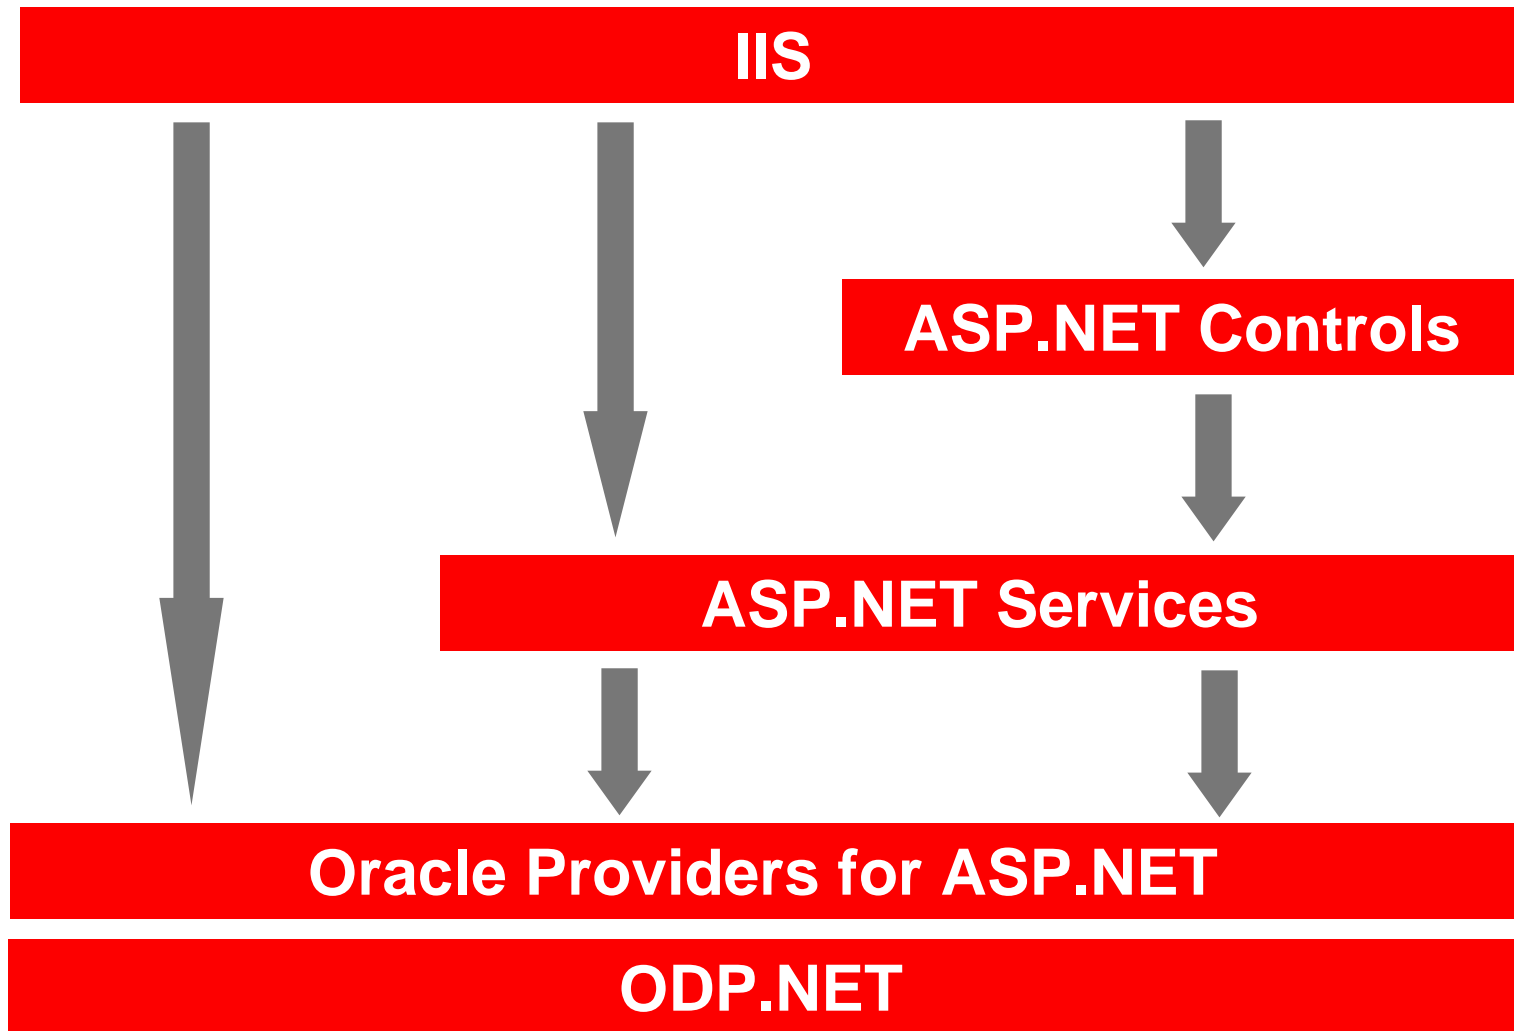 IIS
ASP.NET Controls
ASP.NET Services
Oracle Providers for ASP.NET
ODP.NET